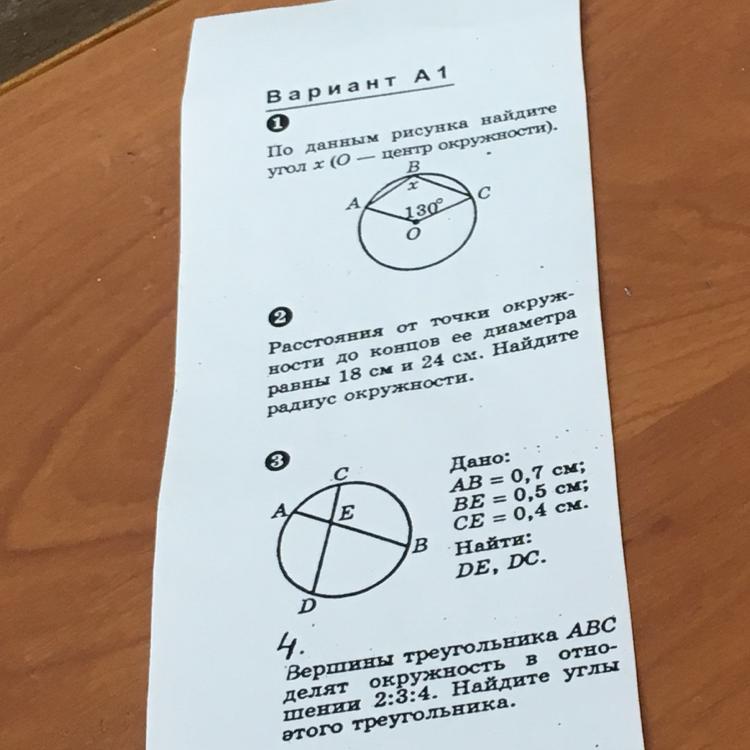 Вариант А1
1
По данным рисунка найдите
угол x (O — центр окружности).
B
x
A
C
130°
O
2
Расстояния от точки окруж-
ности до концов ее диаметра
равны 18 см и 24 см. Найдите
радиус окружности.
3
C
A
E
B
D
Дано:
AB = 0,7 см;
BE = 0,5 см;
CE = 0,4 см.
Найти:
DE, DC.
4.
Вершины треугольника ABC
делят окружность в отно-
шении 2:3:4. Найдите углы
этого треугольника.